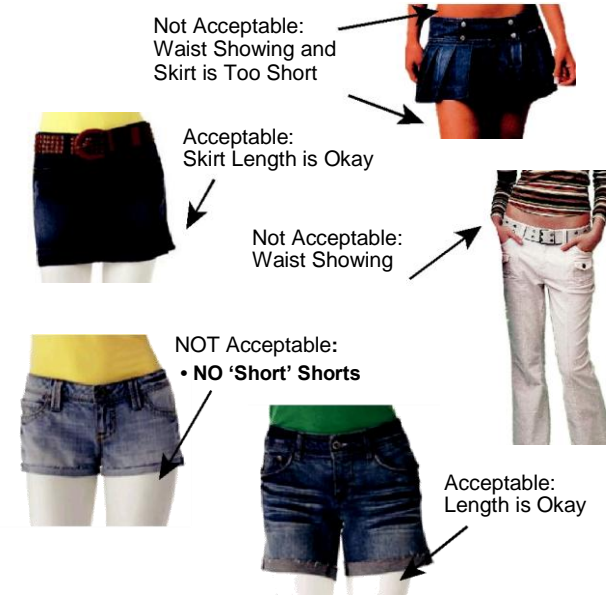 Not Acceptable:
Waist Showing and
Skirt is Too Short
Acceptable:
Skirt Length is Okay
Not Acceptable:
Waist Showing
NOT Acceptable:
• NO ‘Short’ Shorts
Acceptable:
Length is Okay